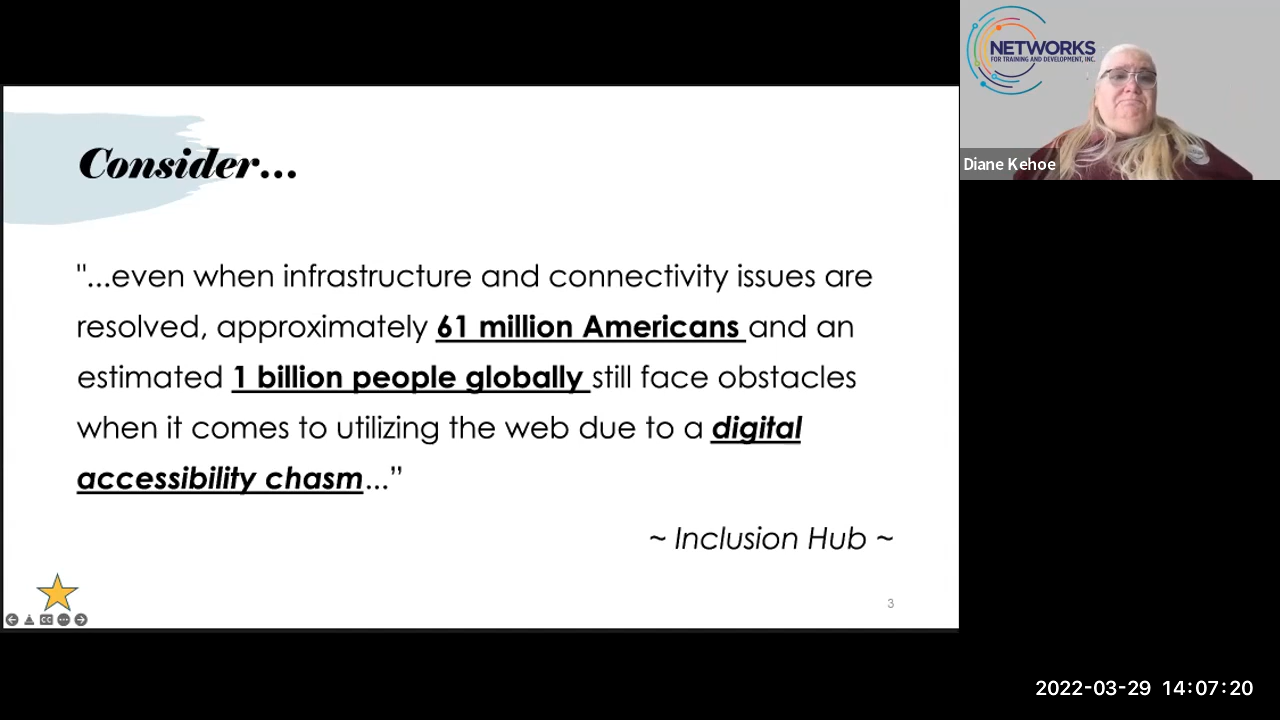 NETWORKS
FOR TRAINING AND DEVELOPMENT, INC.
Diane Kehoe
Consider...
"...even when infrastructure and connectivity issues are
resolved, approximately 61 million Americans and an
estimated 1 billion people globally still face obstacles
when it comes to utilizing the web due to a digital
accessibility chasm...”
~ Inclusion Hub ~
3
CC
2022-03-29 14:07:20